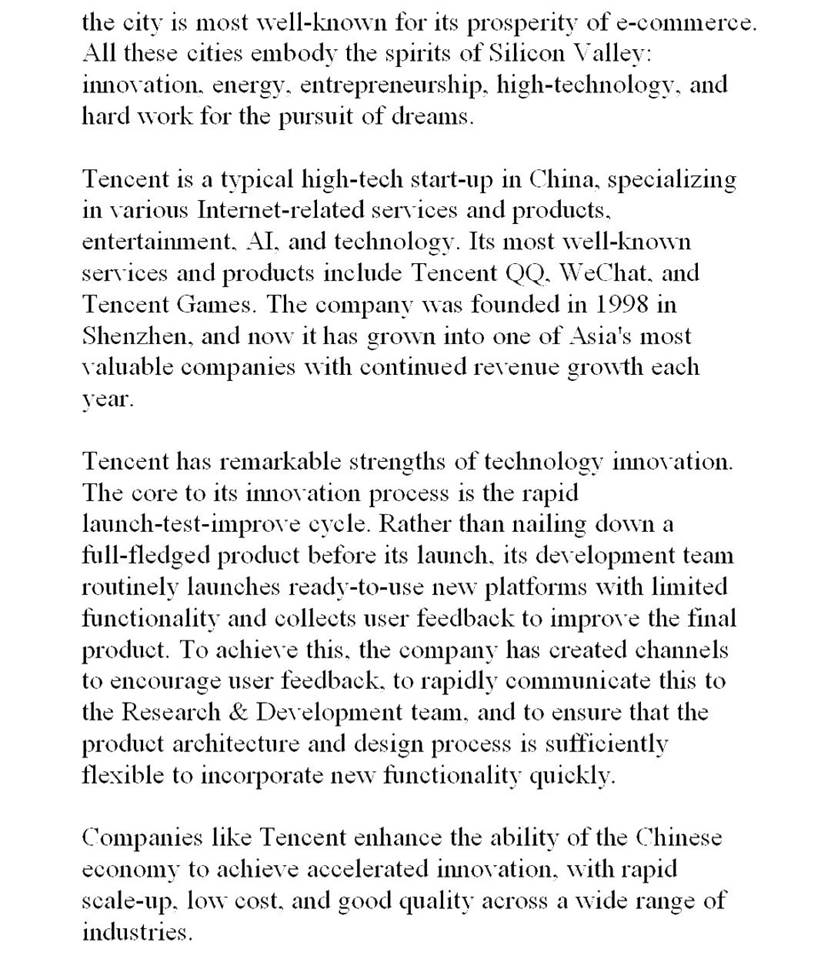 the city is most well-known for its prosperity of e-commerce.
All these cities embody the spirits of Silicon Valley:
innovation, energy, entrepreneurship, high-technology, and
hard work for the pursuit of dreams.
Tencent is a typical high-tech start-up in China, specializing
in various Internet-related services and products,
entertainment, AI, and technology. Its most well-known
services and products include Tencent QQ, WeChat, and
Tencent Games. The company was founded in 1998 in
Shenzhen, and now it has grown into one of Asia's most
valuable companies with continued revenue growth each
year.
Tencent has remarkable strengths of technology innovation.
The core to its innovation process is the rapid
launch-test-improve cycle. Rather than nailing down a
full-fledged product before its launch, its development team
routinely launches ready-to-use new platforms with limited
functionality and collects user feedback to improve the final
product. To achieve this, the company has created channels
to encourage user feedback, to rapidly communicate this to
the Research & Development team, and to ensure that the
product architecture and design process is sufficiently
flexible to incorporate new functionality quickly.
Companies like Tencent enhance the ability of the Chinese
economy to achieve accelerated innovation, with rapid
scale-up, low cost, and good quality across a wide range of
industries.